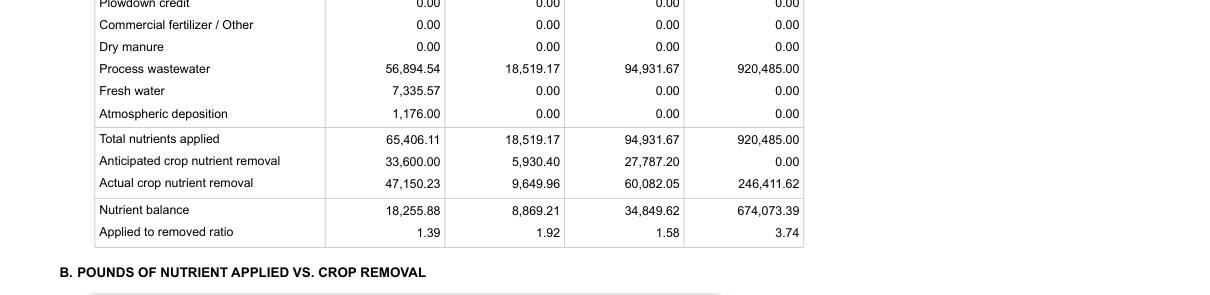 Plowdown credit 0.00 0.00 0.00 0.00
Commercial fertilizer / Other 0.00 0.00 0.00 0.00
Dry manure 0.00 0.00 0.00 0.00
Process wastewater 56,894.54 18,519.17 94,931.67 920,485.00
Fresh water 7,335.57 0.00 0.00 0.00
Atmospheric deposition 1,176.00 0.00 0.00 0.00
Total nutrients applied 65,406.11 18,519.17 94,931.67 920,485.00
Anticipated crop nutrient removal 33,600.00 5,930.40 27,787.20 0.00
Actual crop nutrient removal 47,150.23 9,649.96 60,082.05 246,411.62
Nutrient balance 18,255.88 8,869.21 34,849.62 674,073.39
Applied to removed ratio 1.39 1.92 1.58 3.74
B. POUNDS OF NUTRIENT APPLIED VS. CROP REMOVAL